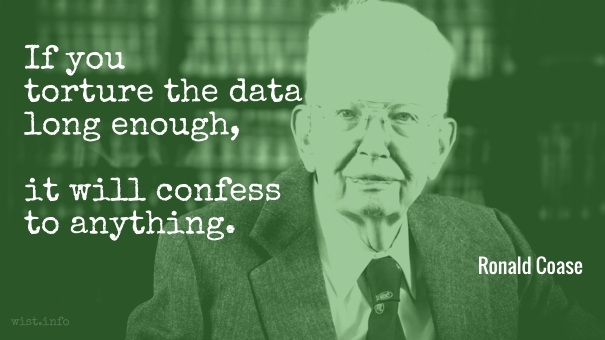 If you
torture the data
long enough,
it will confess
to anything.
Ronald Coase
wist.info